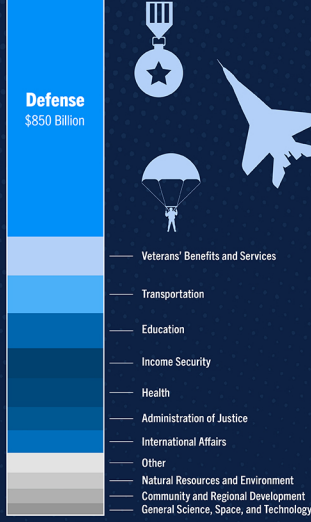 Defense
$850 Billion
Veterans' Benefits and Services
Transportation
Education
Income Security
Health
Administration of Justice
International Affairs
Other
Natural Resources and Environment
Community and Regional Development
General Science, Space, and Technology